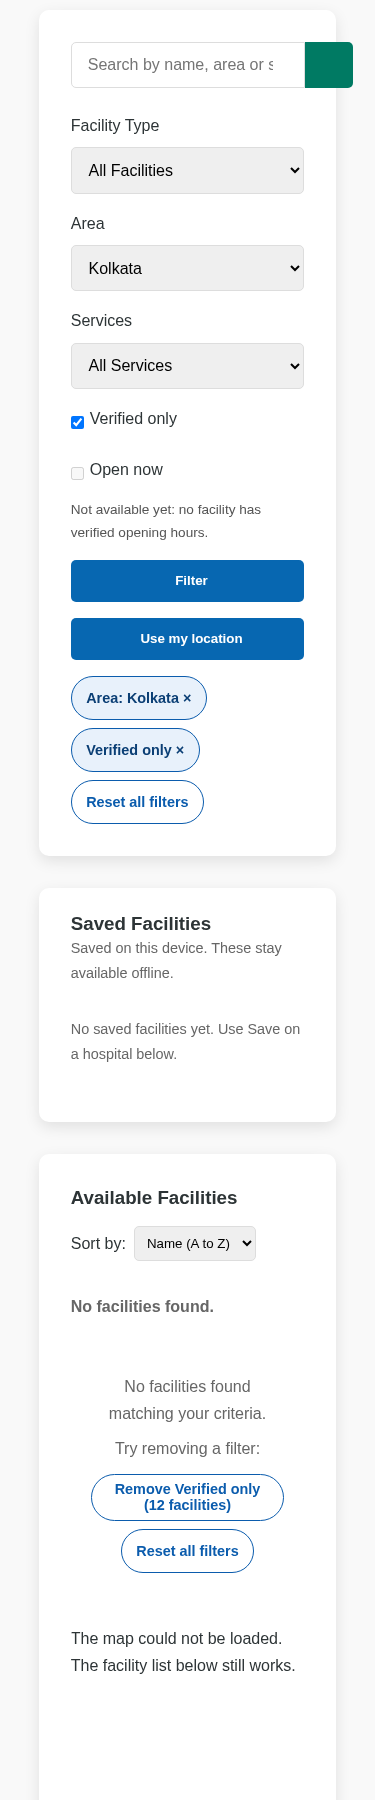 Search by name, area or s
Facility Type
All Facilities
Area
Kolkata
Services
All Services
Verified only
Open now
Not available yet: no facility has
verified opening hours.
Filter
Use my location
Area: Kolkata ×
Verified only ×
Reset all filters
Saved Facilities
Saved on this device. These stay
available offline.
No saved facilities yet. Use Save on
a hospital below.
Available Facilities
Sort by: Name (A to Z)
No facilities found.
No facilities found
matching your criteria.
Try removing a filter:
Remove Verified only
(12 facilities)
Reset all filters
The map could not be loaded.
The facility list below still works.